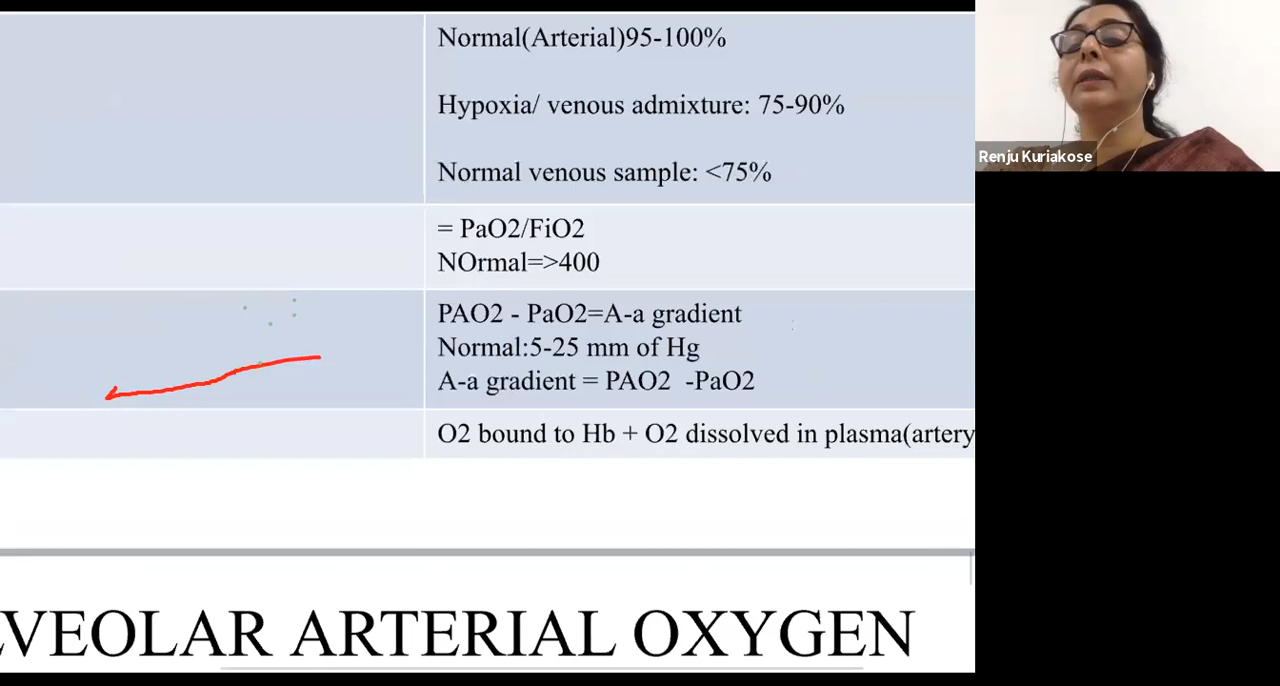 Normal(Arterial)95-100%
Hypoxia/ venous admixture: 75-90%
Normal venous sample: <75%
= PaO2/FiO2
NOrmal=>400
PAO2 - PaO2=A-a gradient
Normal:5-25 mm of Hg
A-a gradient = PAO2 -PaO2
O2 bound to Hb + O2 dissolved in plasma(artery
LVEOLAR ARTERIAL OXYGEN
Renju Kuriakose